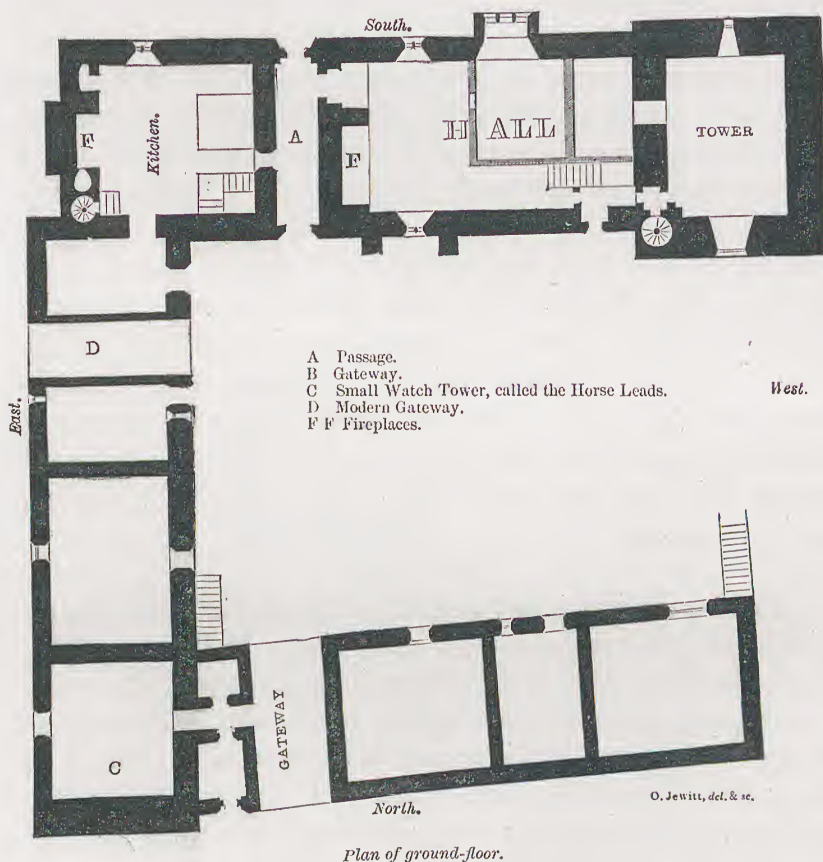 South.
F
Kitchen.
A
F
HALL
TOWER
D
A Passage.
B Gateway.
C Small Watch Tower, called the Horse Leads.
D Modern Gateway.
F F Fireplaces.
East.
West.
GATEWAY
C
North.
O. Jewitt, del. & sc.
Plan of ground-floor.